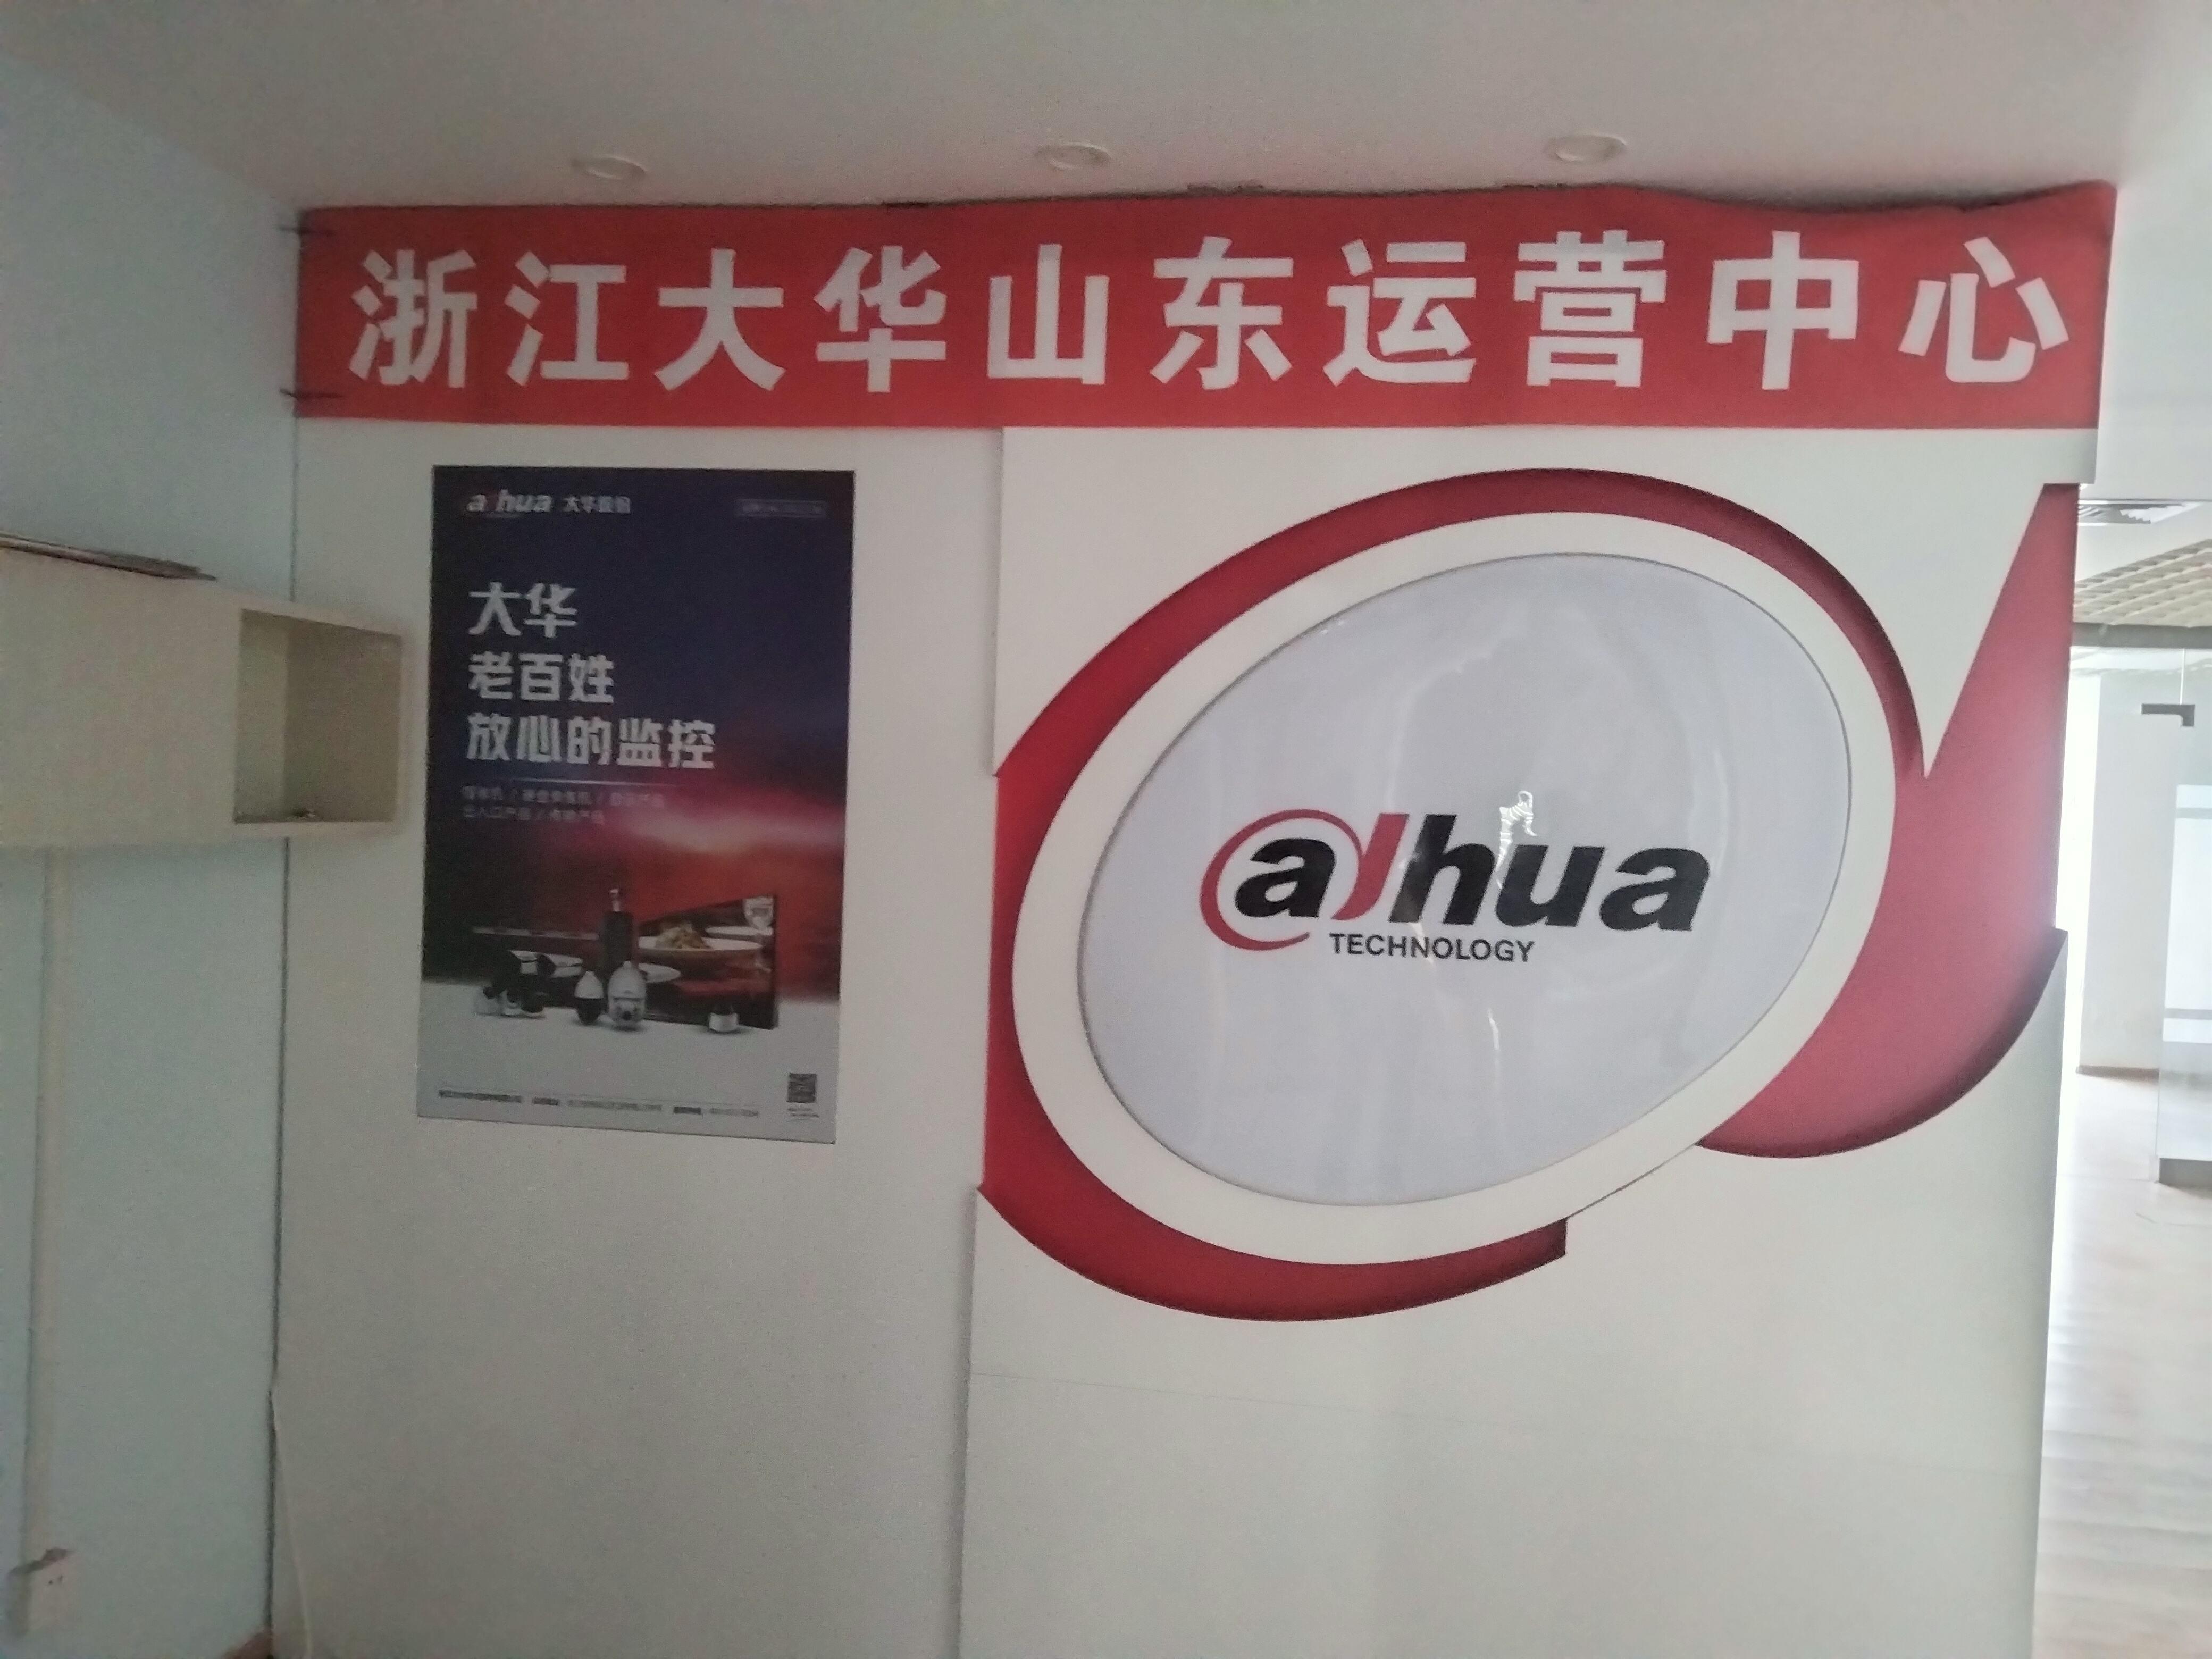 浙江大华山东运营中心
alhua 大华股份
大华
老百姓
放心的监控
alhua
TECHNOLOGY